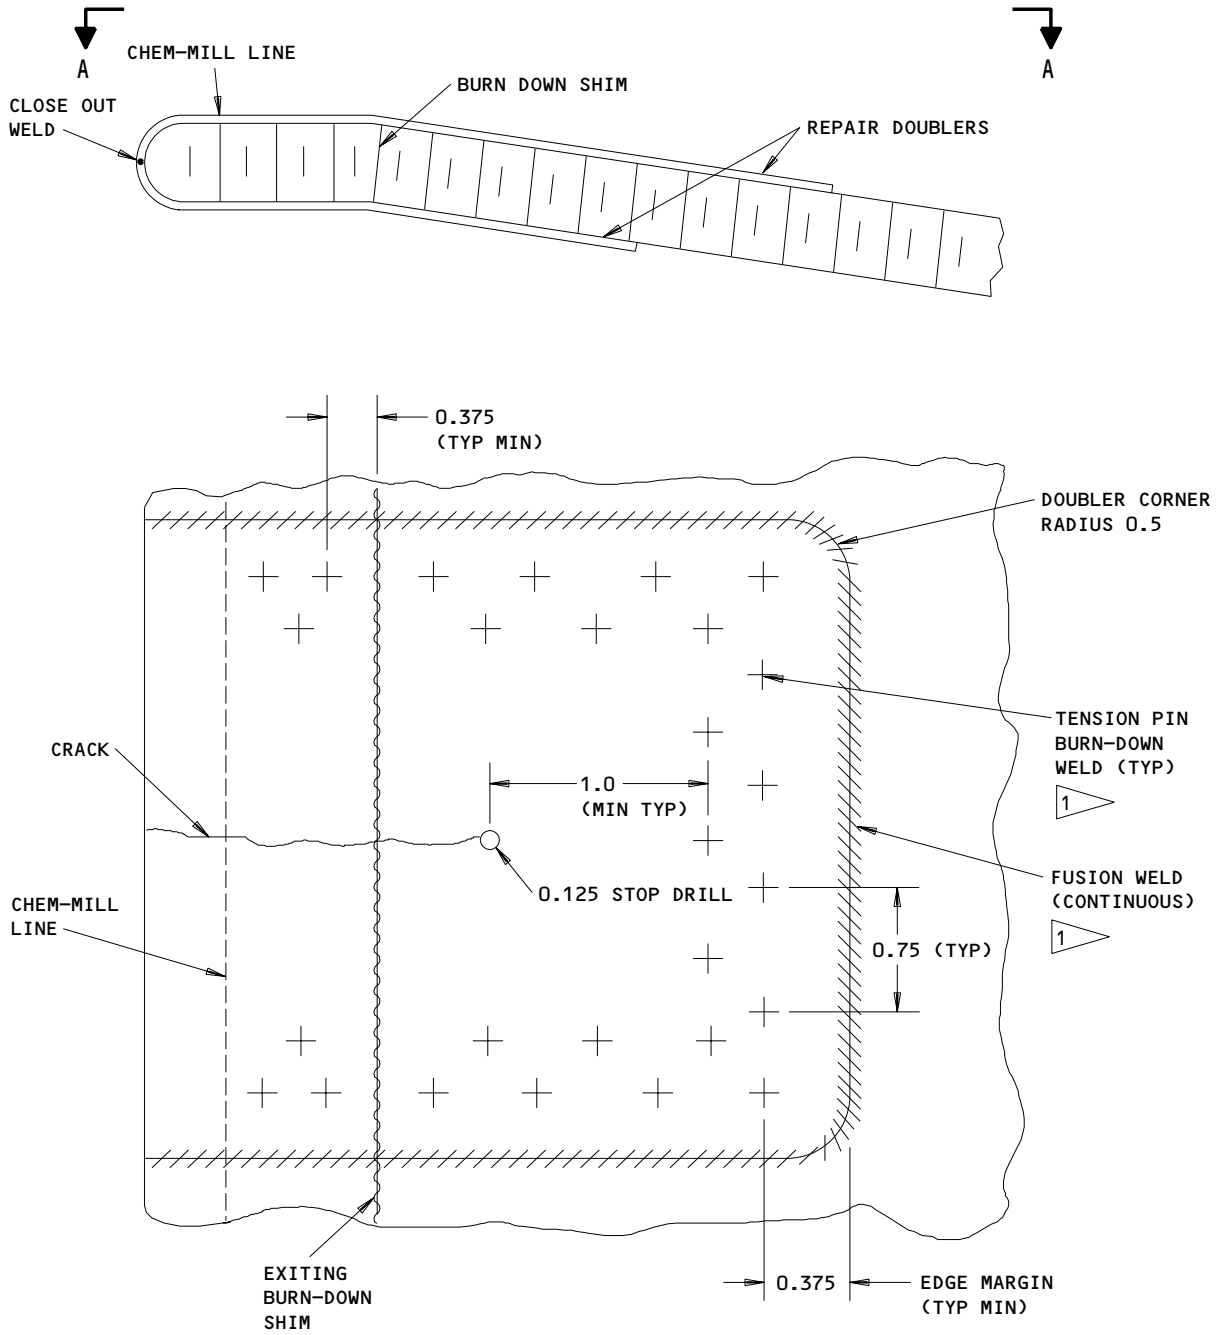 A
A
CHEM-MILL LINE
BURN DOWN SHIM
CLOSE OUT
WELD
REPAIR DOUBLERS
0.375
(TYP MIN)
DOUBLER CORNER
RADIUS 0.5
TENSION PIN
BURN-DOWN
WELD (TYP)
1
CRACK
1.0
(MIN TYP)
0.125 STOP DRILL
FUSION WELD
(CONTINUOUS)
1
CHEM-MILL
LINE
0.75 (TYP)
EXITING
BURN-DOWN
SHIM
0.375
EDGE MARGIN
(TYP MIN)